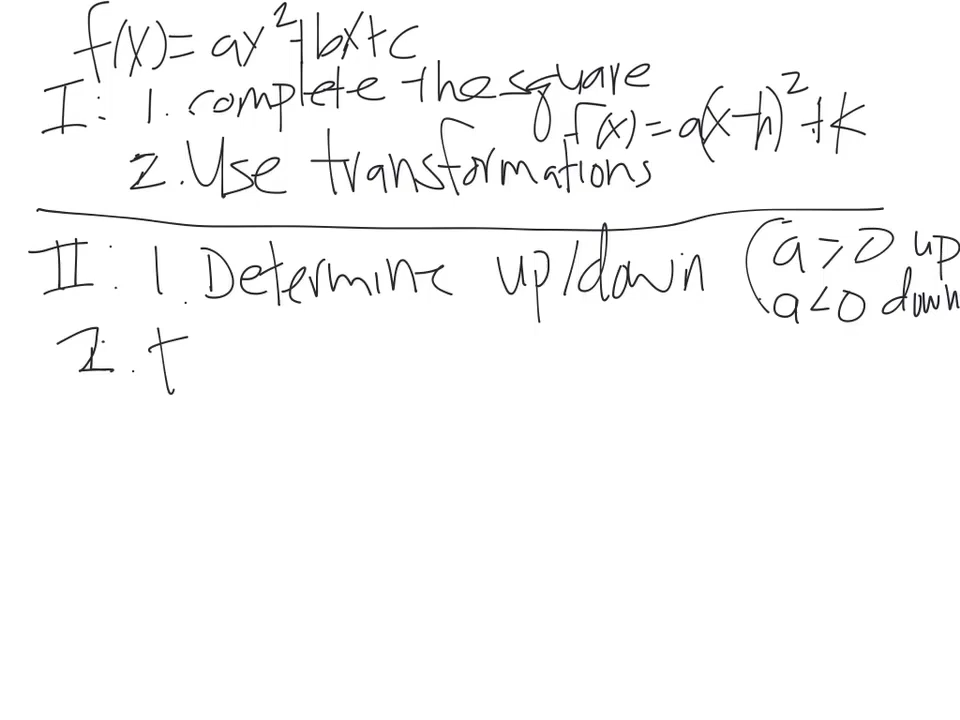 f(x) = ax² + bx + c
I: 1. complete the square
f(x) = a(x-h)² + k
2. Use transformations
II: 1. Determine up/down (a > 0 up
a < 0 down
2. t